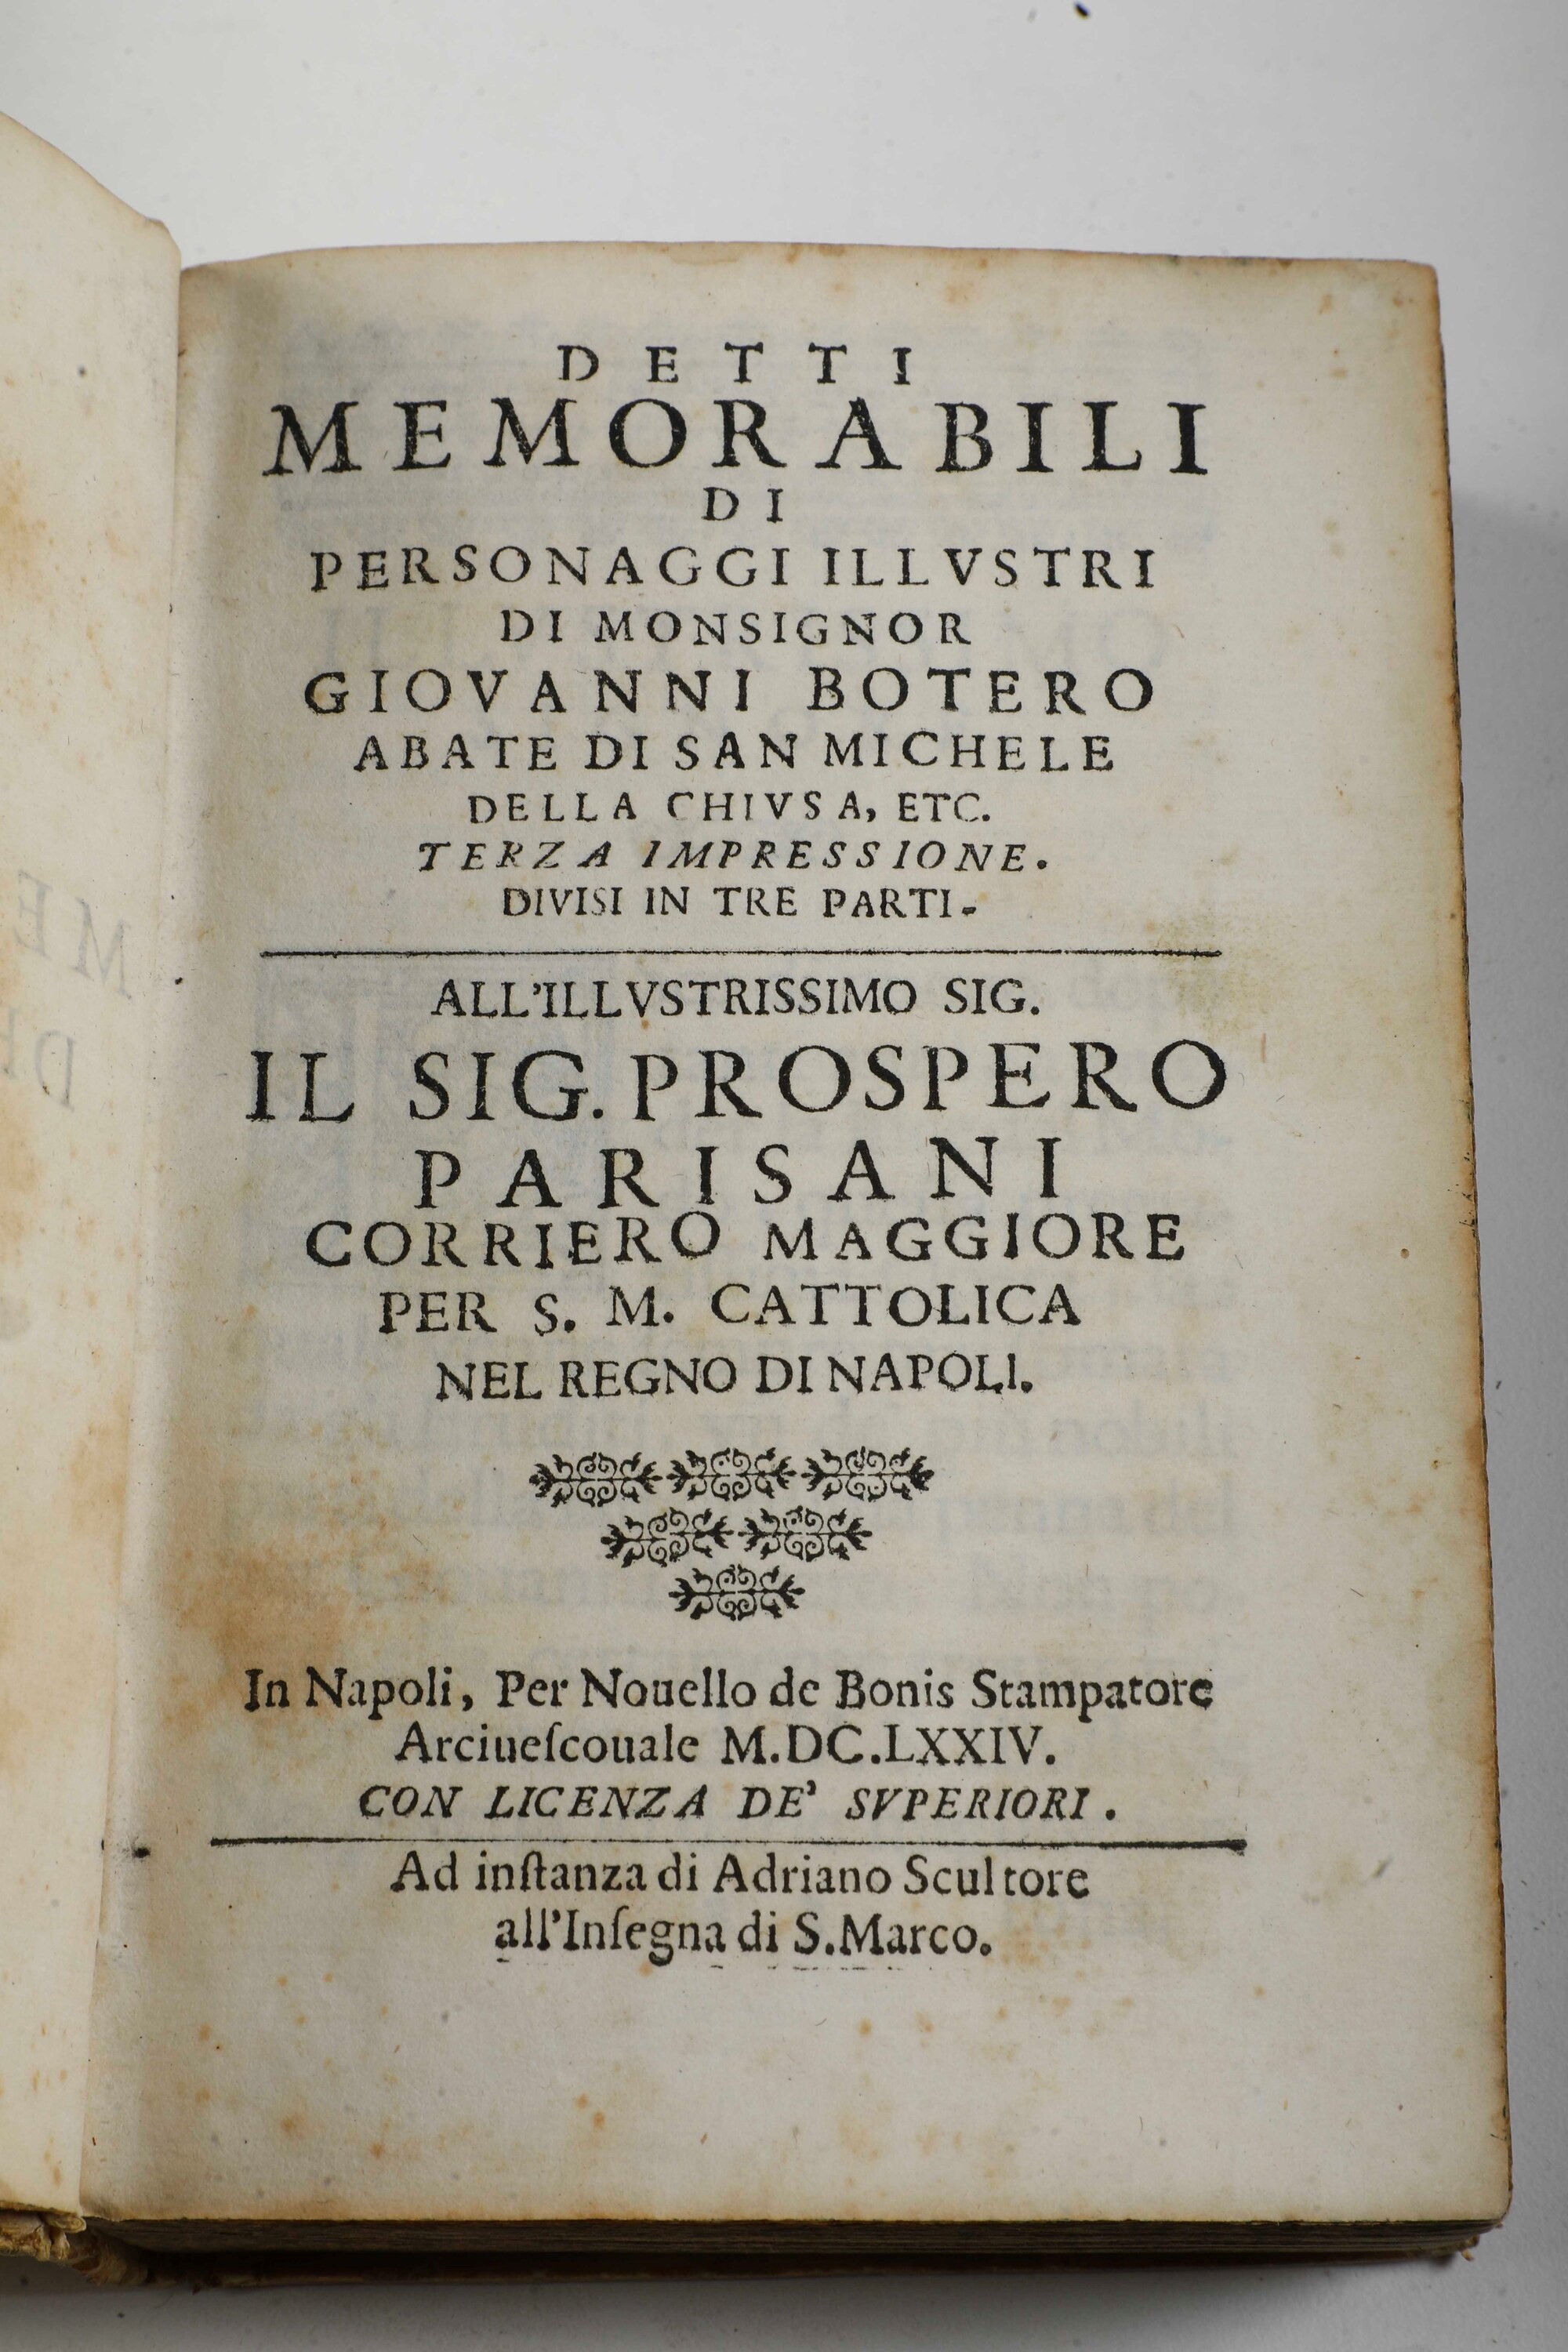 DETTI
MEMORABILI
DI
PERSONAGGI ILLVSTRI
DI MONSIGNOR
GIOVANNI BOTERO
ABATE DI SAN MICHELE
DELLA CHIVSA, ETC.
TERZA IMPRESSIONE.
DIVISI IN TRE PARTI.
ALL'ILLVSTRISSIMO SIG.
IL SIG. PROSPERO
PARISANI
CORRIERO MAGGIORE
PER S. M. CATTOLICA
NEL REGNO DI NAPOLI.
In Napoli, Per Nouello de Bonis Stampatore
Arciueſcouale M.DC.LXXIV.
CON LICENZA DE' SVPERIORI.
Ad inſtanza di Adriano Scultore
all'Inſegna di S.Marco.